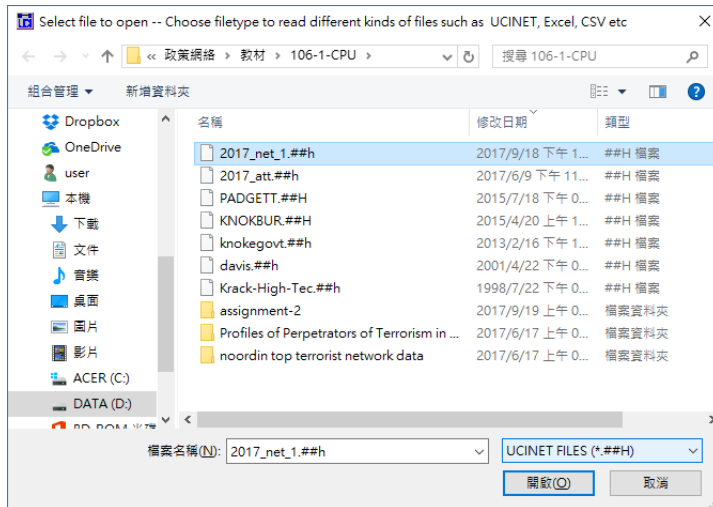 Select file to open -- Choose filetype to read different kinds of files such as UCINET, Excel, CSV etc
« 政策網絡 › 教材 › 106-1-CPU ›
搜尋 106-1-CPU
組合管理 新增資料夾
Dropbox
OneDrive
user
本機
下載
文件
音樂
桌面
圖片
影片
ACER (C:)
DATA (D:)
名稱 修改日期 類型
2017_net_1.##h 2017/9/18 下午 1... ##H 檔案
2017_att.##h 2017/6/9 下午 11... ##H 檔案
PADGETT.##H 2015/7/18 下午 0... ##H 檔案
KNOKBUR.##H 2015/4/20 上午 1... ##H 檔案
knokegovt.##h 2013/2/16 下午 1... ##H 檔案
davis.##h 2001/4/22 下午 0... ##H 檔案
Krack-High-Tec.##h 1998/7/22 下午 0... ##H 檔案
assignment-2 2017/9/19 上午 0... 檔案資料夾
Profiles of Perpetrators of Terrorism in ... 2017/6/17 上午 0... 檔案資料夾
noordin top terrorist network data 2017/6/17 上午 0... 檔案資料夾
檔案名稱(N): 2017_net_1.##h UCINET FILES (*.##H)
開啟(O) 取消